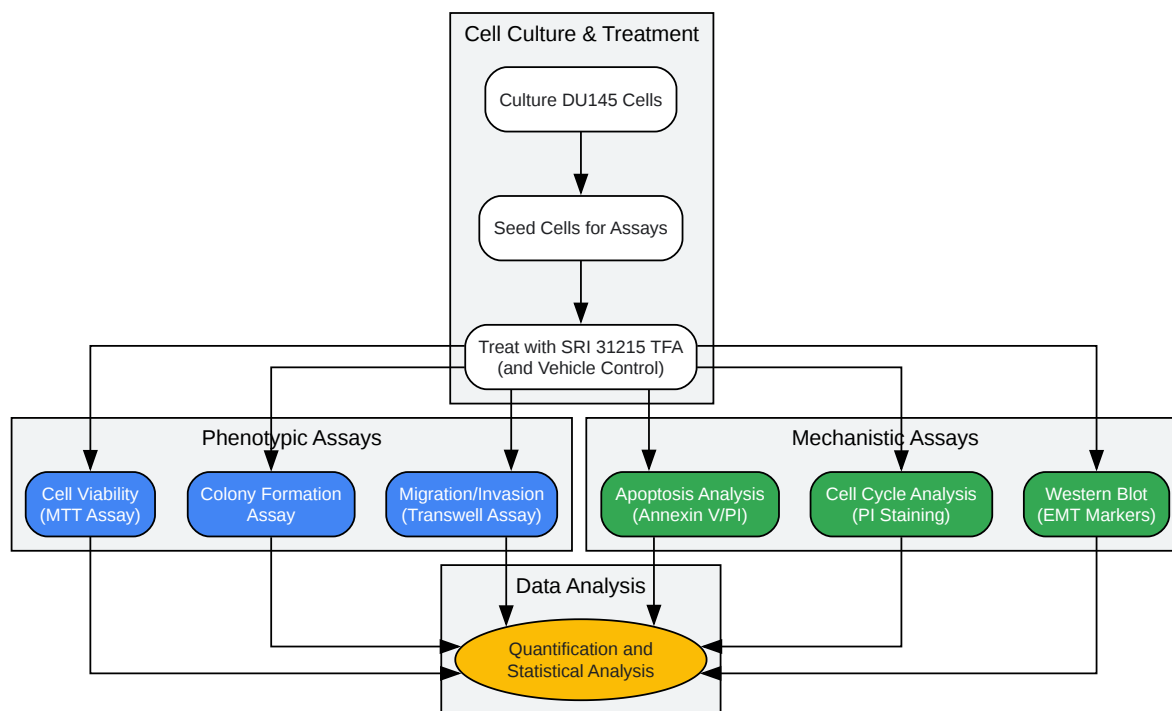 Cell Culture & Treatment
Culture DU145 Cells
Seed Cells for Assays
Treat with SRI 31215 TFA
(and Vehicle Control)
Phenotypic Assays
Cell Viability
(MTT Assay)
Colony Formation
Assay
Migration/Invasion
(Transwell Assay)
Mechanistic Assays
Apoptosis Analysis
(Annexin V/PI)
Cell Cycle Analysis
(PI Staining)
Western Blot
(EMT Markers)
Data Analysis
Quantification and
Statistical Analysis